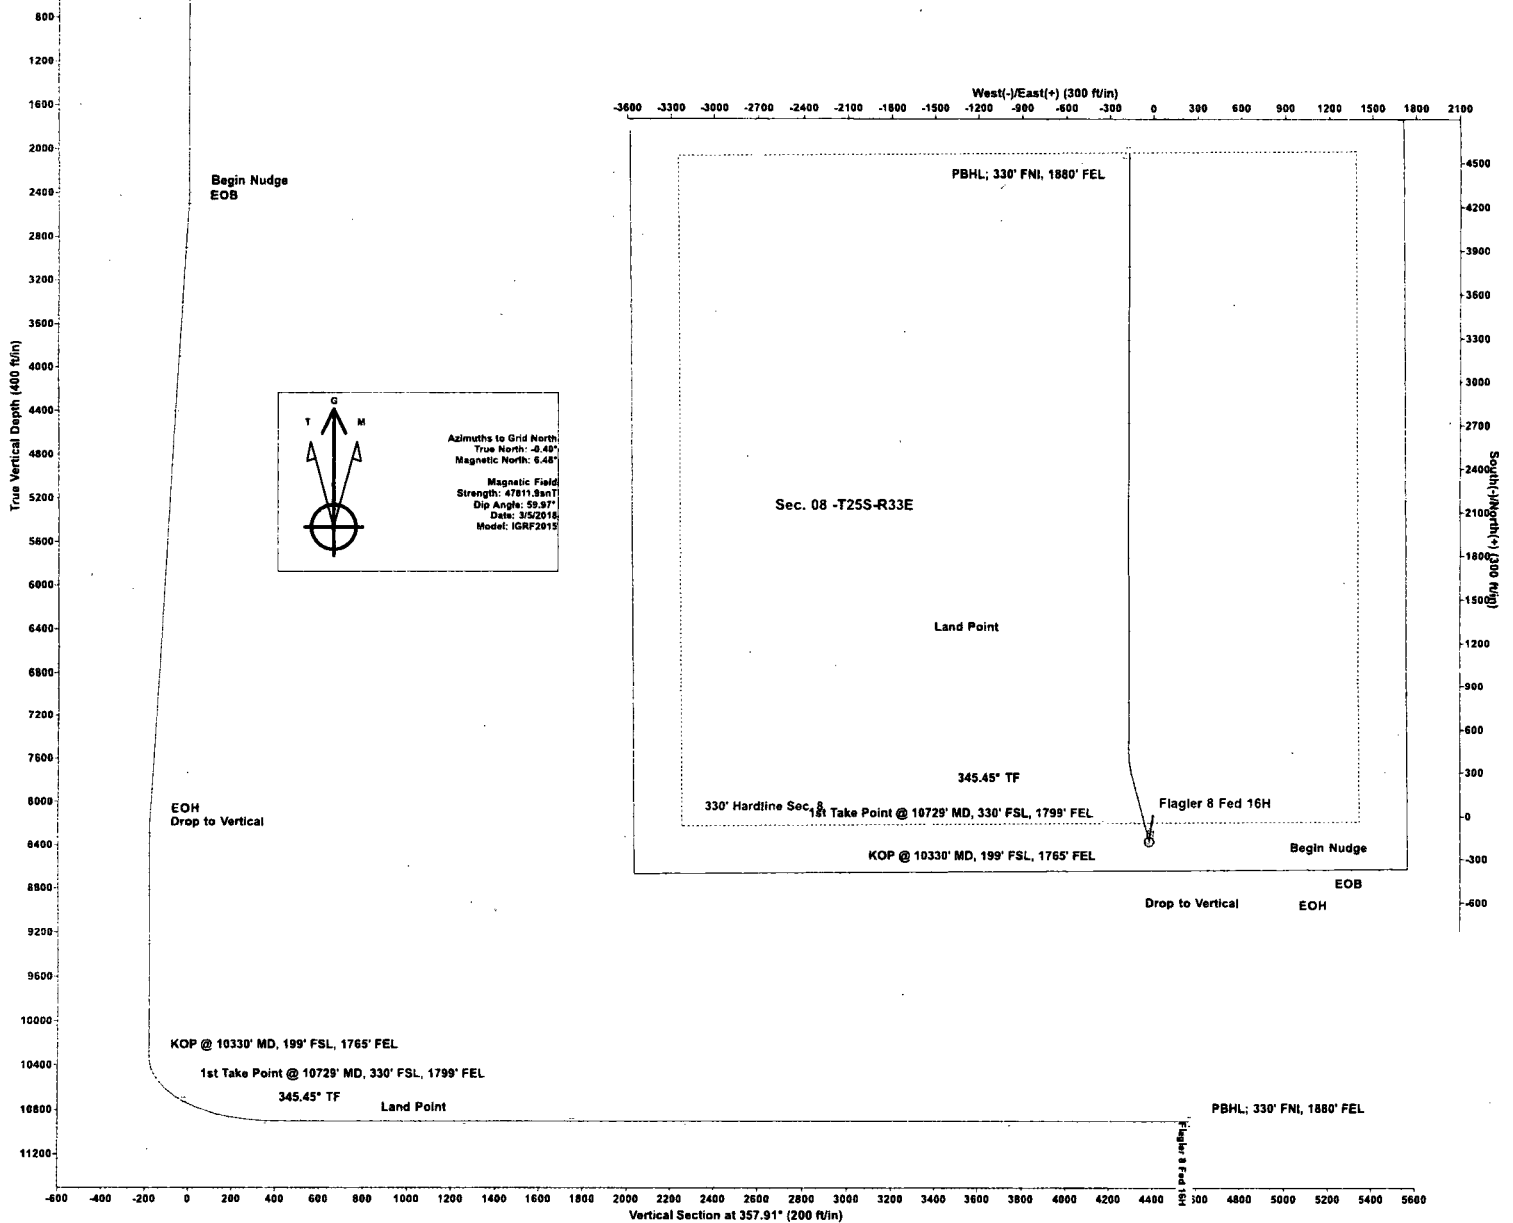 800
1200
1600
2000
2400
2800
3200
3600
4000
4400
4800
5200
5600
6000
6400
6800
7200
7600
8000
8400
8800
9200
9600
10000
10400
10800
11200
True Vertical Depth (400 ft/in)
Begin Nudge
EOB
EOH
Drop to Vertical
KOP @ 10330' MD, 199' FSL, 1765' FEL
1st Take Point @ 10729' MD, 330' FSL, 1799' FEL
345.45° TF
Land Point
PBHL; 330' FNl, 1880' FEL
Flagler 8 Fed 16H
-600 -400 -200 0 200 400 600 800 1000 1200 1400 1600 1800 2000 2200 2400 2600 2800 3000 3200 3400 3600 3800 4000 4200 4400 600 4800 5000 5200 5400 5600
Vertical Section at 357.91° (200 ft/in)
G
T M
Azimuths to Grid North
True North: -0.40°
Magnetic North: 6.48°
Magnetic Field
Strength: 47811.9snT
Dip Angle: 59.97°
Date: 3/5/2018
Model: IGRF2015
West(-)/East(+) (300 ft/in)
-3600 -3300 -3000 -2700 -2400 -2100 -1800 -1500 -1200 -900 -600 -300 0 300 600 900 1200 1500 1800 2100
PBHL; 330' FNl, 1880' FEL
Sec. 08 -T25S-R33E
Land Point
345.45° TF
330' Hardline Sec. 8
1st Take Point @ 10729' MD, 330' FSL, 1799' FEL
Flagler 8 Fed 16H
KOP @ 10330' MD, 199' FSL, 1765' FEL
Begin Nudge
EOB
Drop to Vertical
EOH
4500
4200
3900
3600
3300
3000
2700
2400
2100
1800
1500
1200
900
600
300
0
-300
-600
South(-)/North(+) (300 ft/in)